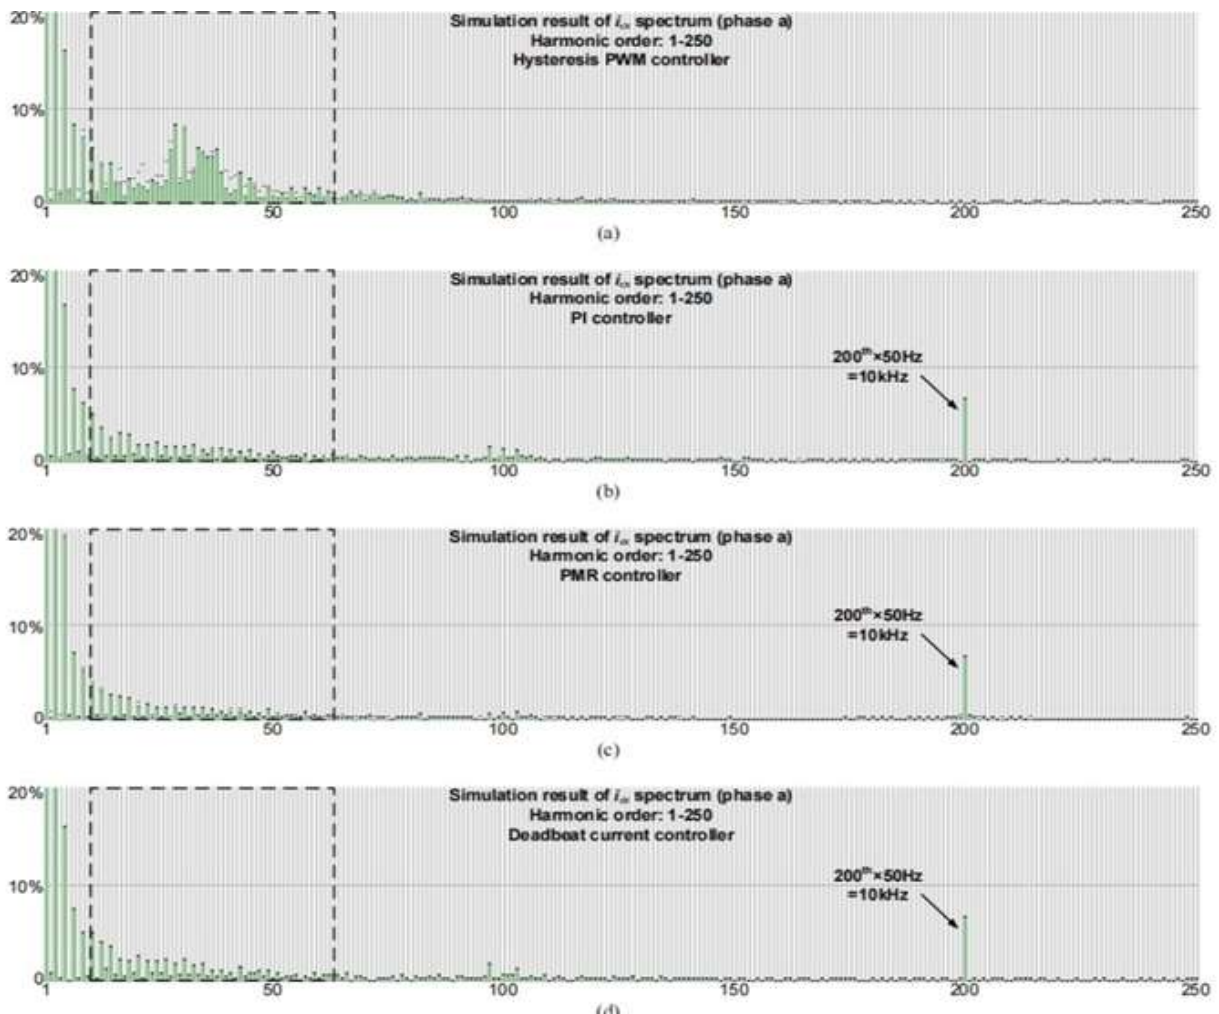 20%
Simulation result of i spectrum (phase a)
Harmonic order: 1-250
Hysteresis PWM controller
10%
0
1 50 100 150 200 250
(a)
20%
Simulation result of i spectrum (phase a)
Harmonic order: 1-250
PI controller
200th×50Hz
=10kHz
10%
0
1 50 100 150 200 250
(b)
20%
Simulation result of i spectrum (phase a)
Harmonic order: 1-250
PMR controller
200th×50Hz
=10kHz
10%
0
1 50 100 150 200 250
(c)
20%
Simulation result of i spectrum (phase a)
Harmonic order: 1-250
Deadbeat current controller
200th×50Hz
=10kHz
10%
0
1 50 100 150 200 250
(d)